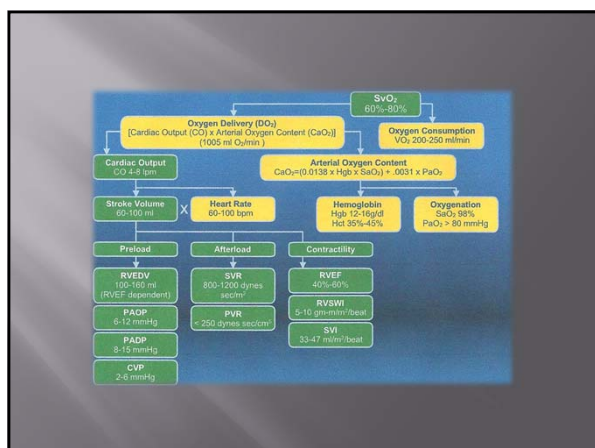 SvO₂
60%-80%
Oxygen Delivery (DO₂)
[Cardiac Output (CO) x Arterial Oxygen Content (CaO₂)]
(1005 ml O₂/min )
Oxygen Consumption
VO₂ 200-250 ml/min
Cardiac Output
CO 4-8 lpm
Arterial Oxygen Content
CaO₂=(0.0138 x Hgb x SaO₂) + .0031 x PaO₂
Stroke Volume
60-100 ml
X
Heart Rate
60-100 bpm
Hemoglobin
Hgb 12-16g/dl
Hct 35%-45%
Oxygenation
SaO₂ 98%
PaO₂ > 80 mmHg
Preload
Afterload
Contractility
RVEDV
100-160 ml
(RVEF dependent)
PAOP
6-12 mmHg
PADP
8-15 mmHg
CVP
2-6 mmHg
SVR
800-1200 dynes
sec/m⁵
PVR
< 250 dynes sec/cm⁵
RVEF
40%-60%
RVSWI
5-10 gm-m/m²/beat
SVI
33-47 ml/m²/beat